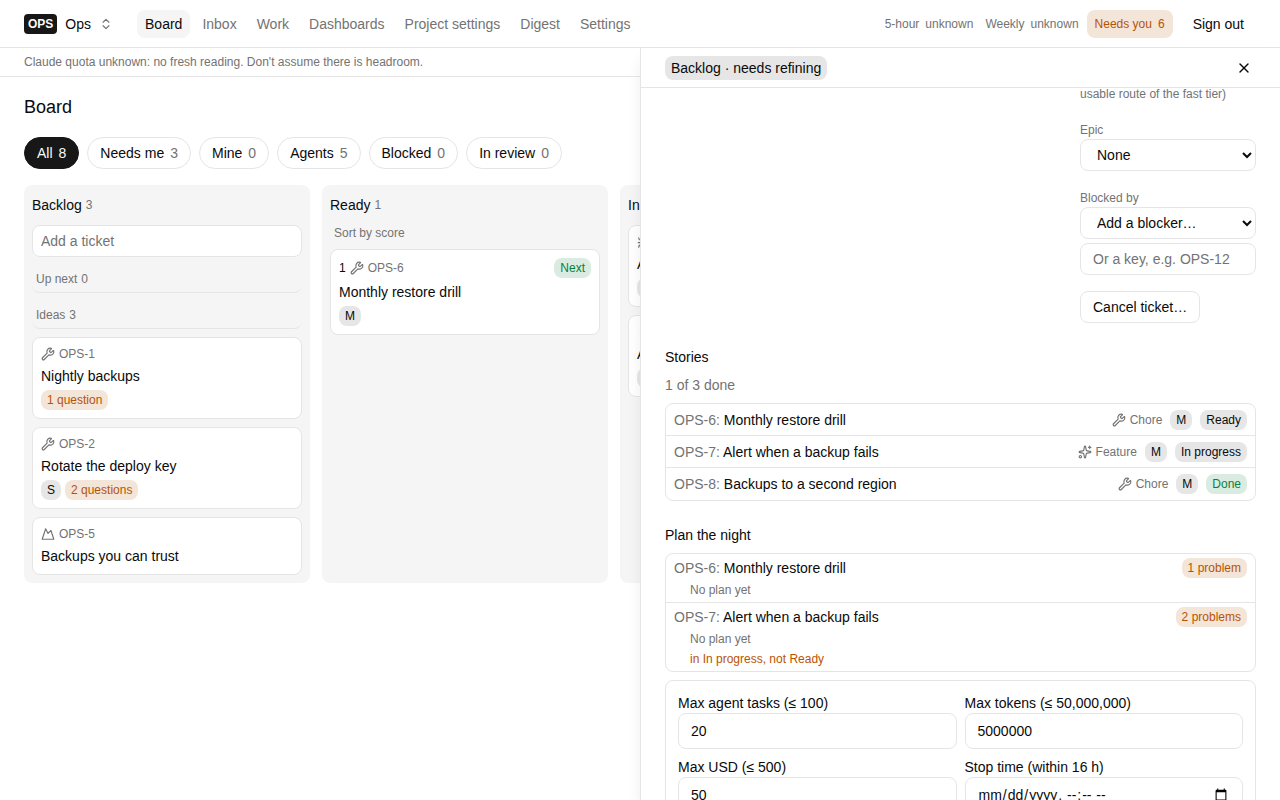 OPS Ops Board Inbox Work Dashboards Project settings Digest Settings 5-hour unknown Weekly unknown Needs you 6 Sign out
Claude quota unknown: no fresh reading. Don't assume there is headroom.
Board
All 8 Needs me 3 Mine 0 Agents 5 Blocked 0 In review 0
Backlog 3
Add a ticket
Up next 0
Ideas 3
OPS-1
Nightly backups
1 question
OPS-2
Rotate the deploy key
S 2 questions
OPS-5
Backups you can trust
Ready 1
Sort by score
1 OPS-6 Next
Monthly restore drill
M
In
Backlog · needs refining
usable route of the fast tier)
Epic
None
Blocked by
Add a blocker…
Or a key, e.g. OPS-12
Cancel ticket…
Stories
1 of 3 done
OPS-6: Monthly restore drill Chore M Ready
OPS-7: Alert when a backup fails Feature M In progress
OPS-8: Backups to a second region Chore M Done
Plan the night
OPS-6: Monthly restore drill 1 problem
No plan yet
OPS-7: Alert when a backup fails 2 problems
No plan yet
in In progress, not Ready
Max agent tasks (≤ 100) Max tokens (≤ 50,000,000)
20 5000000
Max USD (≤ 500) Stop time (within 16 h)
50 mm/dd/yyyy, --:-- --